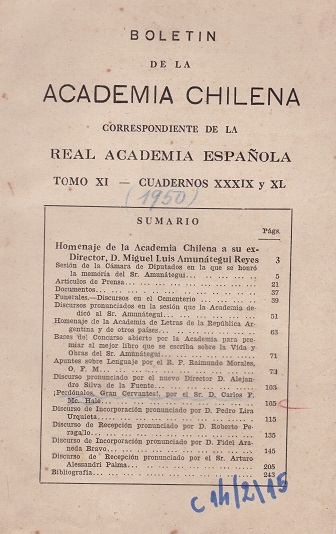 BOLETIN
DE LA
ACADEMIA CHILENA
CORRESPONDIENTE DE LA
REAL ACADEMIA ESPAÑOLA
TOMO XI — CUADERNOS XXXIX y XL
(1950)
SUMARIO
Págs.
Homenaje de la Academia Chilena a su ex-
Director, D. Miguel Luis Amunátegui Reyes 3
Sesión de la Cámara de Diputados en la que se honró
la memoria del Sr. Amunátegui 5
Artículos de Prensa 21
Documentos 37
Funerales.—Discursos en el Cementerio 39
Discursos pronunciados en la sesión que la Academia de-
dicó al Sr. Amunátegui 51
Homenaje de la Academia de Letras de la República Ar-
gentina y de otros países 63
Bases del Concurso abierto por la Academia para pre-
miar el mejor libro que se escriba sobre la Vida y
Obras del Sr. Amunátegui 71
Apuntes sobre Lenguaje por el R. P. Raimundo Morales,
O. F. M. 73
Discurso pronunciado por el nuevo Director D. Alejan-
dro Silva de la Fuente 103
¡Perdónalos, Gran Cervantes!, por el Sr. D. Carlos F.
Mc. Hale 105
Discurso de Incorporación pronunciado por D. Pedro Lira
Urquieta 115
Discurso de Recepción pronunciado por D. Roberto Pe-
ragallo 135
Discurso de Incorporación pronunciado por D. Fidel Ara-
neda Bravo 145
Discurso de Recepción pronunciado por el Sr. Arturo
Alessandri Palma 205
Bibliografía 243
C 14/2/15